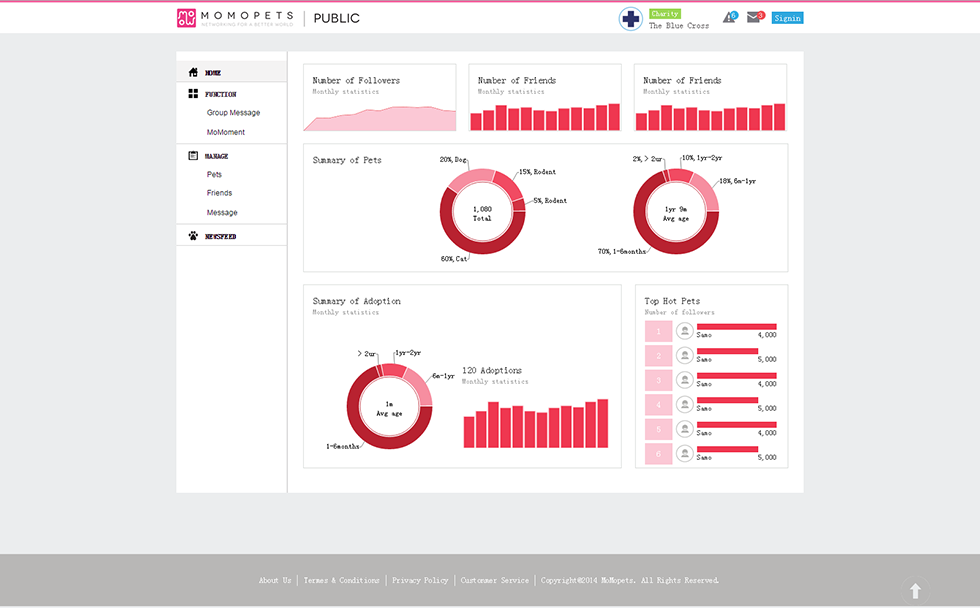 MOMOPETS | PUBLIC
NETWORKING FOR A BETTER WORLD
Charity
The Blue Cross
6
3
Signin
HOME
FUNCTION
Group Message
MoMoment
MANAGE
Pets
Friends
Message
NEWSFEED
Number of Followers
Monthly statistics
Number of Friends
Monthly statistics
Number of Friends
Monthly statistics
Summary of Pets
20%,Dog
15%,Rodent
5%,Rodent
1,080
Total
60%,Cat
2%,> 2ur
10%,1yr-2yr
18%,6m-1yr
1yr 9m
Avg age
70%,1-6months
Summary of Adoption
Monthly statistics
> 2ur
1yr-2yr
6m-1yr
1m
Avg age
1-6months
120 Adoptions
Monthly statistics
Top Hot Pets
Number of followers
1
Samo 4,000
2
Samo 5,000
3
Samo 4,000
4
Samo 5,000
5
Samo 4,000
6
Samo 5,000
About Us | Termes & Conditions | Privacy Policy | Custonmer Service | Copyright@2014 MoMopets. All Rights Reserved.